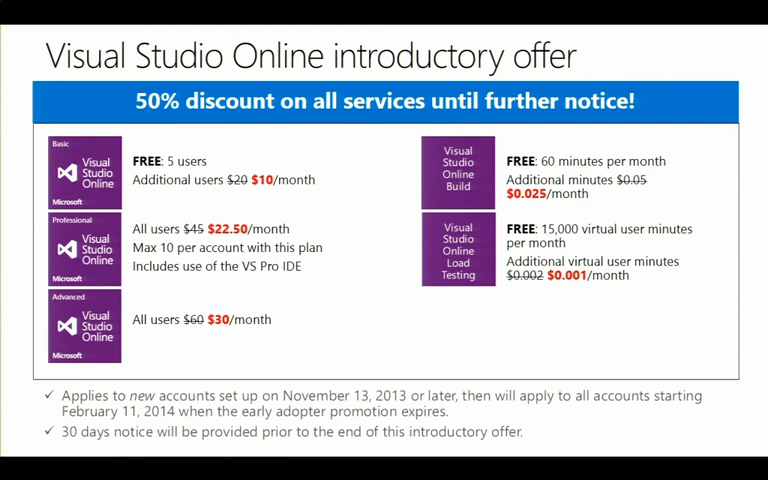 Visual Studio Online introductory offer
50% discount on all services until further notice!
Basic
Visual
Studio
Online
Microsoft
FREE: 5 users
Additional users $20 $10/month
Professional
Visual
Studio
Online
Microsoft
All users $45 $22.50/month
Max 10 per account with this plan
Includes use of the VS Pro IDE
Advanced
Visual
Studio
Online
Microsoft
All users $60 $30/month
Visual
Studio
Online
Build
FREE: 60 minutes per month
Additional minutes $0.05
$0.025/month
Visual
Studio
Online
Load
Testing
FREE: 15,000 virtual user minutes
per month
Additional virtual user minutes
$0.002 $0.001/month
Applies to new accounts set up on November 13, 2013 or later, then will apply to all accounts starting
February 11, 2014 when the early adopter promotion expires.
30 days notice will be provided prior to the end of this introductory offer.